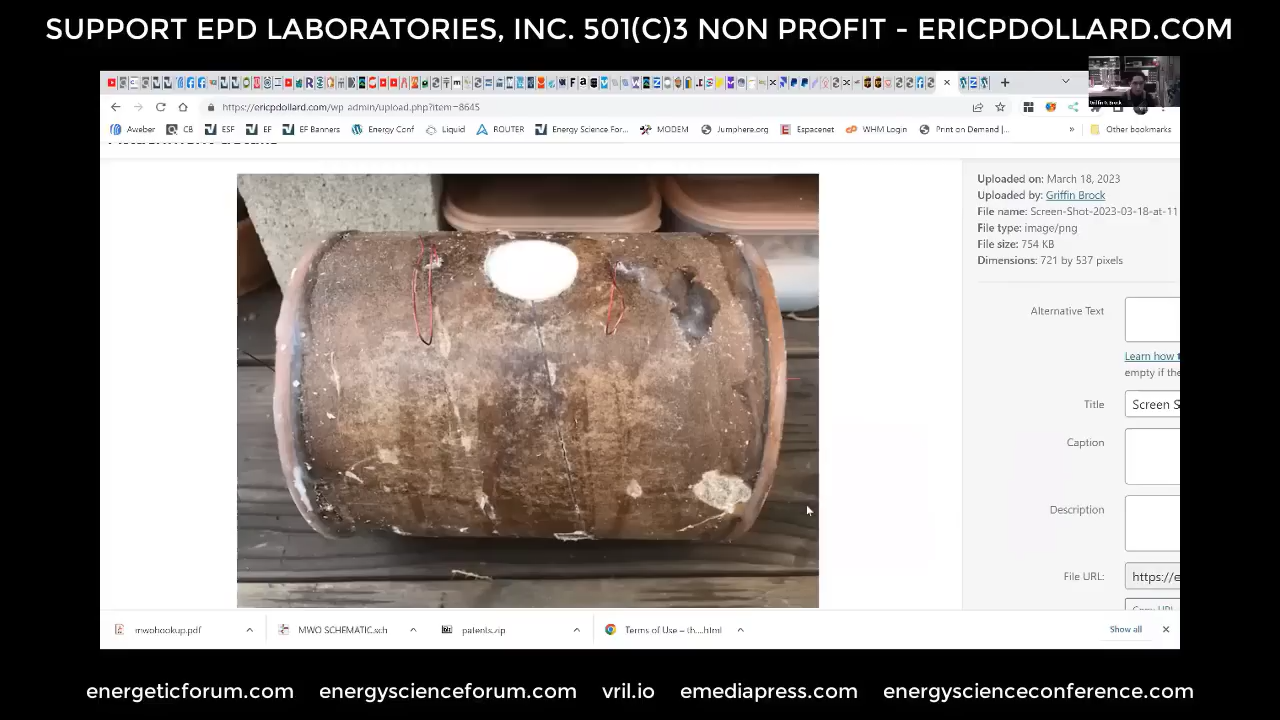 SUPPORT EPD LABORATORIES, INC. 501(C)3 NON PROFIT - ERICPDOLLARD.COM
https://ericpdollard.com/wp-admin/upload.php?item=8645
Aweber CB ESF EF EF Banners Energy Conf Liquid ROUTER Energy Science For... MODEM Jumphere.org Espacenet WHM Login Print on Demand |... » Other bookmarks
Uploaded on: March 18, 2023
Uploaded by: Griffin Brock
File name: Screen-Shot-2023-03-18-at-11
File type: image/png
File size: 754 KB
Dimensions: 721 by 537 pixels
Alternative Text
Learn how t
empty if the
Title Screen S
Caption
Description
File URL: https://e
mwohookup.pdf MWO SCHEMATIC.sch patents.zip Terms of Use – th....html Show all
energeticforum.com energyscienceforum.com vril.io emediapress.com energyscienceconference.com